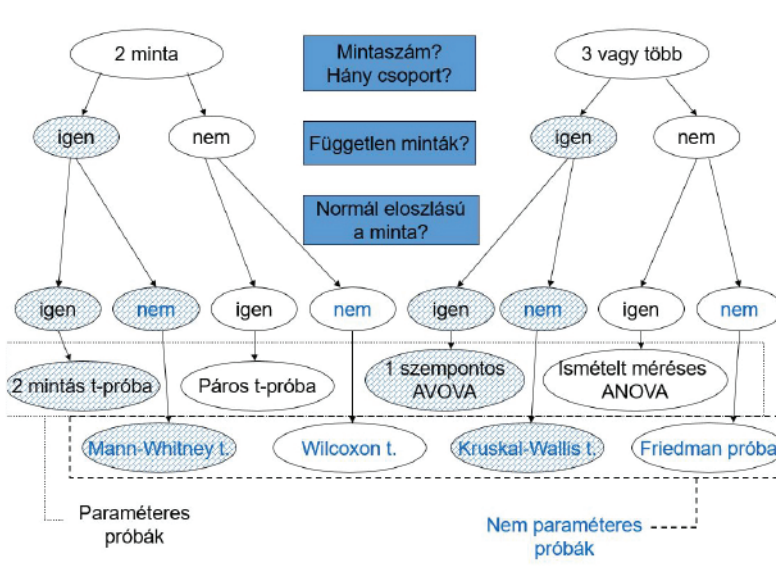 2 minta
Mintaszám?
Hány csoport?
3 vagy több
igen
nem
Független minták?
igen
nem
Normál eloszlású
a minta?
igen
nem
igen
nem
igen
nem
igen
nem
2 mintás t-próba
Páros t-próba
1 szempontos
AVOVA
Ismételt méréses
ANOVA
Mann-Whitney t.
Wilcoxon t.
Kruskal-Wallis t.
Friedman próba
Paraméteres
próbák
Nem paraméteres
próbák